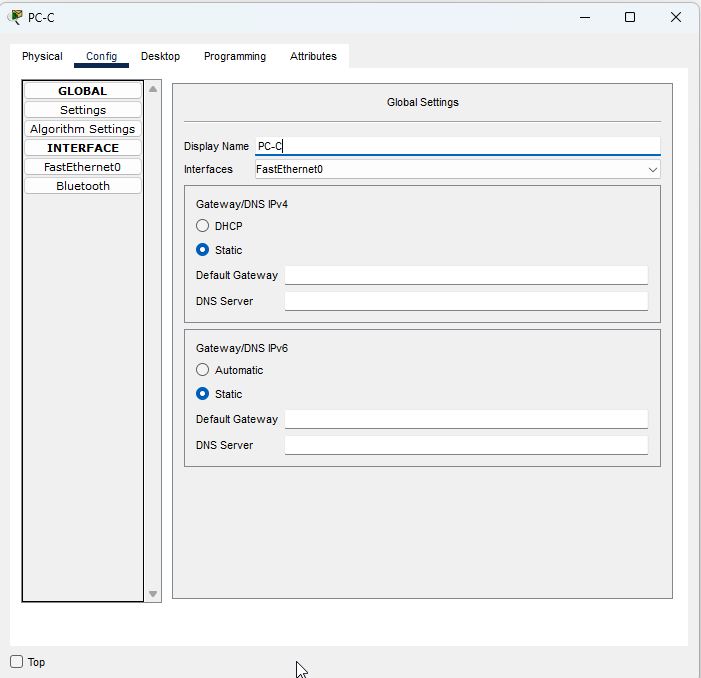 PC-C
Physical Config Desktop Programming Attributes
GLOBAL
Settings
Algorithm Settings
INTERFACE
FastEthernet0
Bluetooth
Global Settings
Display Name PC-C
Interfaces FastEthernet0
Gateway/DNS IPv4
DHCP
Static
Default Gateway
DNS Server
Gateway/DNS IPv6
Automatic
Static
Default Gateway
DNS Server
Top